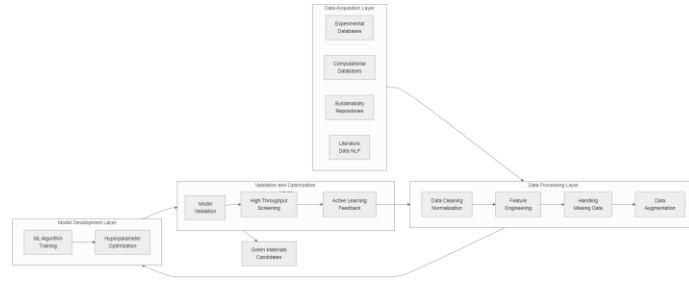 Data Acquisition Layer
Experimental
Databases
Computational
Databases
Sustainability
Repositories
Literature
Data NLP
Validation and Optimization
Model
Validation
High Throughput
Screening
Active Learning
Feedback
Green Materials
Candidates
Data Processing Layer
Data Cleaning
Normalization
Feature
Engineering
Handling
Missing Data
Data
Augmentation
Model Development Layer
ML Algorithm
Training
Hyperparameter
Optimization